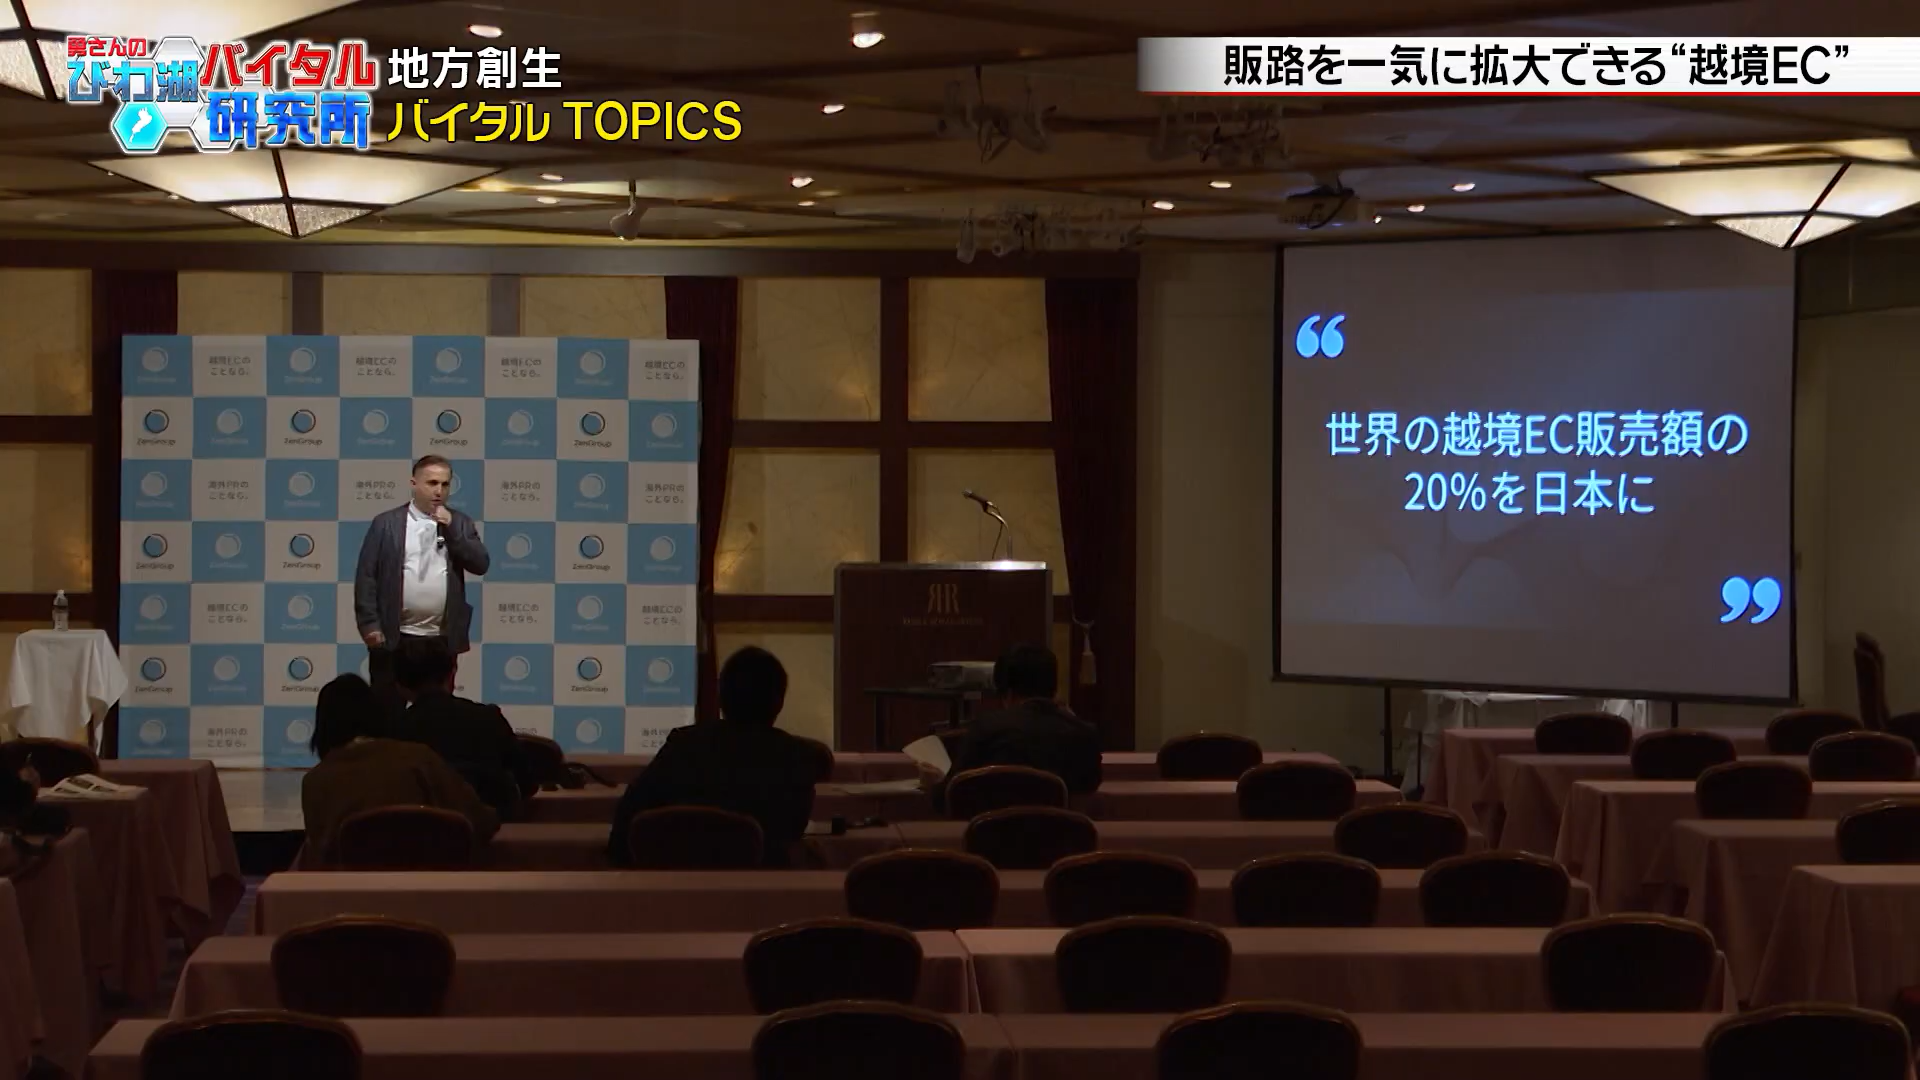 勇さんの
びわ湖バイタル
研究所
地方創生
バイタル TOPICS
販路を一気に拡大できる“越境EC”
“
世界の越境EC販売額の
20%を日本に
”
ZenGroup
越境ECの
ことなら。
海外PRの
ことなら。